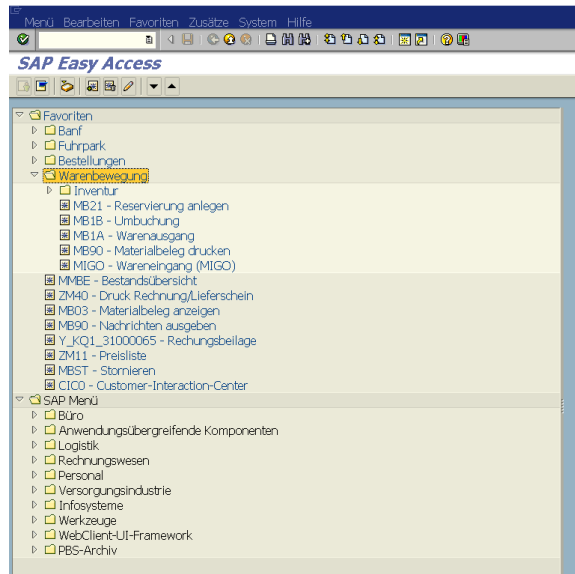 Menü Bearbeiten Favoriten Zusätze System Hilfe
SAP Easy Access
Favoriten
Banf
Fuhrpark
Bestellungen
Warenbewegung
Inventur
MB21 - Reservierung anlegen
MB1B - Umbuchung
MB1A - Warenausgang
MB90 - Materialbeleg drucken
MIGO - Wareneingang (MIGO)
MMBE - Bestandsübersicht
ZM40 - Druck Rechnung/Lieferschein
MB03 - Materialbeleg anzeigen
MB90 - Nachrichten ausgeben
Y_KQ1_31000065 - Rechungsbeilage
ZM11 - Preisliste
MBST - Stornieren
CIC0 - Customer-Interaction-Center
SAP Menü
Büro
Anwendungsübergreifende Komponenten
Logistik
Rechnungswesen
Personal
Versorgungsindustrie
Infosysteme
Werkzeuge
WebClient-UI-Framework
PBS-Archiv